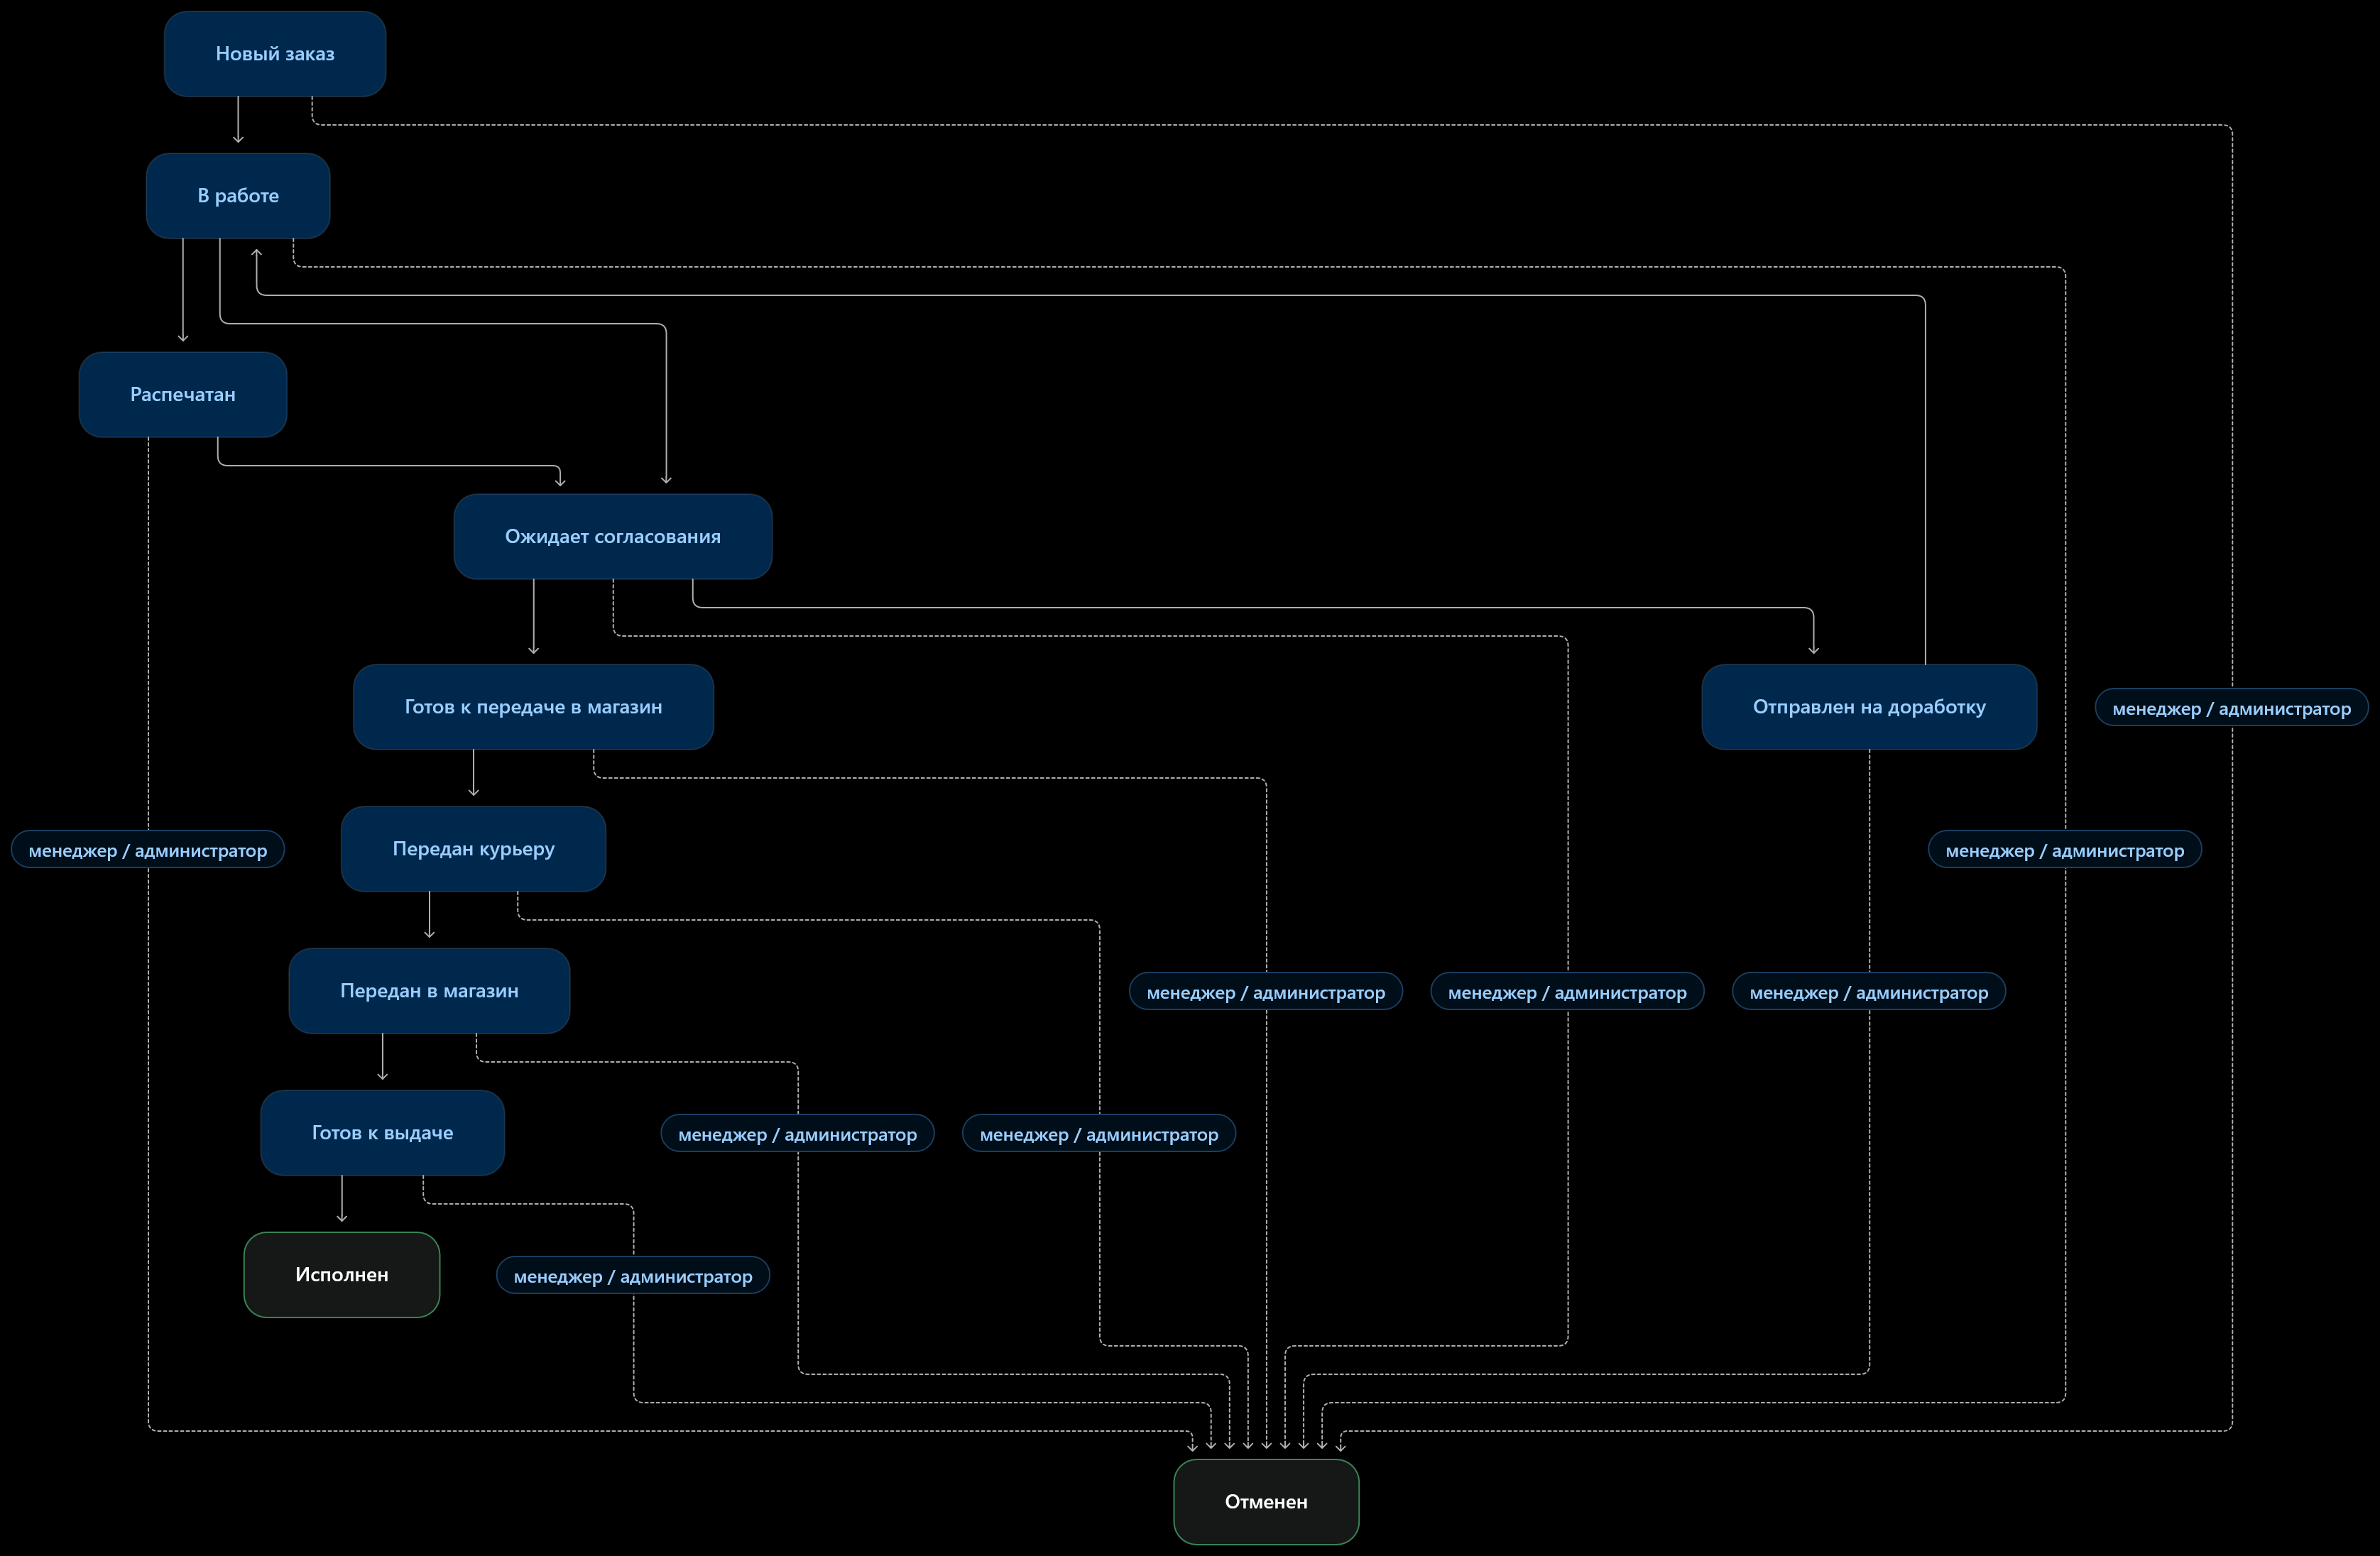 Новый заказ
В работе
Распечатан
Ожидает согласования
Готов к передаче в магазин
Отправлен на доработку
менеджер / администратор
Передан курьеру
менеджер / администратор
менеджер / администратор
Передан в магазин
менеджер / администратор
менеджер / администратор
менеджер / администратор
Готов к выдаче
менеджер / администратор
менеджер / администратор
Исполнен
менеджер / администратор
Отменен